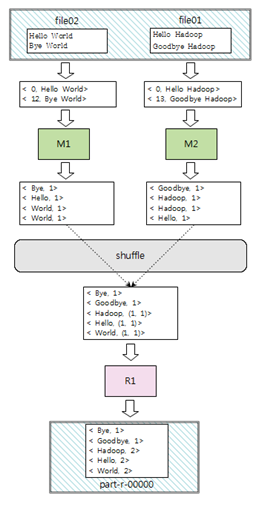 file02
file01
Hello World
Bye World
Hello Hadoop
Goodbye Hadoop
< 0, Hello World>
< 12, Bye World>
< 0, Hello Hadoop>
< 13, Goodbye Hadoop>
M1
M2
< Bye, 1>
< Hello, 1>
< World, 1>
< World, 1>
< Goodbye, 1>
< Hadoop, 1>
< Hadoop, 1>
< Hello, 1>
shuffle
< Bye, 1>
< Goodbye, 1>
< Hadoop, (1, 1)>
< Hello, (1, 1)>
< World, (1, 1)>
R1
< Bye, 1>
< Goodbye, 1>
< Hadoop, 2>
< Hello, 2>
< World, 2>
part-r-00000